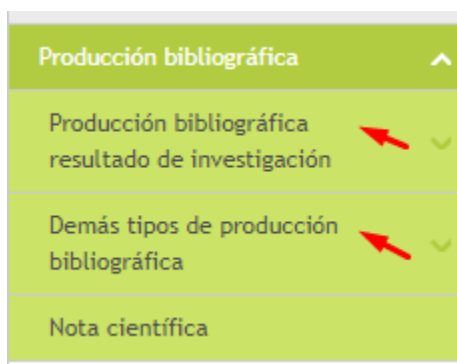 Producción bibliográfica
Producción bibliográfica
resultado de investigación
Demás tipos de producción
bibliográfica
Nota científica